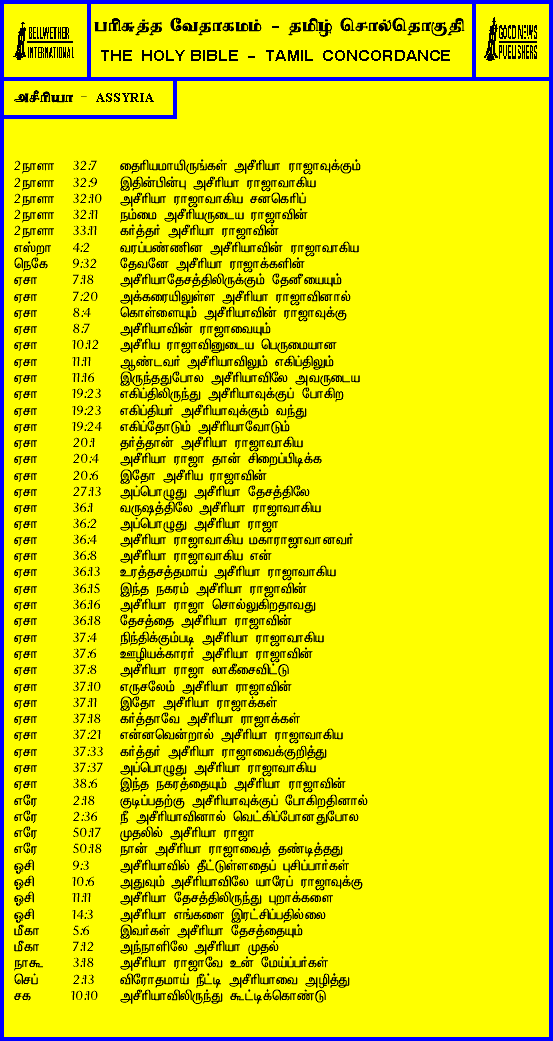 BELLWETHER
INTERNATIONAL
பரிசுத்த வேதாகமம் - தமிழ் சொல்தொகுதி
THE HOLY BIBLE - TAMIL CONCORDANCE
GOOD NEWS
PUBLISHERS
அசீரியா - ASSYRIA
2நாளா 32:7 தைரியமாயிருங்கள் அசீரியா ராஜாவுக்கும்
2நாளா 32:9 இதின்பின்பு அசீரியா ராஜாவாகிய
2நாளா 32:10 அசீரியா ராஜாவாகிய சனகெரிப்
2நாளா 32:11 நம்மை அசீரியருடைய ராஜாவின்
2நாளா 33:11 கர்த்தர் அசீரியா ராஜாவின்
எஸ்றா 4:2 வரப்பண்ணின அசீரியாவின் ராஜாவாகிய
நெகே 9:32 தேவனே அசீரியா ராஜாக்களின்
ஏசா 7:18 அசீரியாதேசத்திலிருக்கும் தேனீயையும்
ஏசா 7:20 அக்கரையிலுள்ள அசீரியா ராஜாவினால்
ஏசா 8:4 கொள்ளையும் அசீரியாவின் ராஜாவுக்கு
ஏசா 8:7 அசீரியாவின் ராஜாவையும்
ஏசா 10:12 அசீரிய ராஜாவினுடைய பெருமையான
ஏசா 11:11 ஆண்டவர் அசீரியாவிலும் எகிப்திலும்
ஏசா 11:16 இருந்ததுபோல அசீரியாவிலே அவருடைய
ஏசா 19:23 எகிப்திலிருந்து அசீரியாவுக்குப் போகிற
ஏசா 19:23 எகிப்தியர் அசீரியாவுக்கும் வந்து
ஏசா 19:24 எகிப்தோடும் அசீரியாவோடும்
ஏசா 20:1 தர்த்தான் அசீரியா ராஜாவாகிய
ஏசா 20:4 அசீரியா ராஜா தான் சிறைப்பிடிக்க
ஏசா 20:6 இதோ அசீரிய ராஜாவின்
ஏசா 27:13 அப்பொழுது அசீரியா தேசத்திலே
ஏசா 36:1 வருஷத்திலே அசீரியா ராஜாவாகிய
ஏசா 36:2 அப்பொழுது அசீரியா ராஜா
ஏசா 36:4 அசீரியா ராஜாவாகிய மகாராஜாவானவர்
ஏசா 36:8 அசீரியா ராஜாவாகிய என்
ஏசா 36:13 உரத்தசத்தமாய் அசீரியா ராஜாவாகிய
ஏசா 36:15 இந்த நகரம் அசீரியா ராஜாவின்
ஏசா 36:16 அசீரியா ராஜா சொல்லுகிறதாவது
ஏசா 36:18 தேசத்தை அசீரியா ராஜாவின்
ஏசா 37:4 நிந்திக்கும்படி அசீரியா ராஜாவாகிய
ஏசா 37:6 ஊழியக்காரர் அசீரியா ராஜாவின்
ஏசா 37:8 அசீரியா ராஜா லாகீசைவிட்டு
ஏசா 37:10 எருசலேம் அசீரியா ராஜாவின்
ஏசா 37:11 இதோ அசீரியா ராஜாக்கள்
ஏசா 37:18 கர்த்தாவே அசீரியா ராஜாக்கள்
ஏசா 37:21 என்னவென்றால் அசீரியா ராஜாவாகிய
ஏசா 37:33 கர்த்தர் அசீரியா ராஜாவைக்குறித்து
ஏசா 37:37 அப்பொழுது அசீரியா ராஜாவாகிய
ஏசா 38:6 இந்த நகரத்தையும் அசீரியா ராஜாவின்
எரே 2:18 குடிப்பதற்கு அசீரியாவுக்குப் போகிறதினால்
எரே 2:36 நீ அசீரியாவினால் வெட்கிப்போனதுபோல
எரே 50:17 முதலில் அசீரியா ராஜா
எரே 50:18 நான் அசீரியா ராஜாவைத் தண்டித்தது
ஓசி 9:3 அசீரியாவில் தீட்டுள்ளதைப் புசிப்பார்கள்
ஓசி 10:6 அதுவும் அசீரியாவிலே யாரேப் ராஜாவுக்கு
ஓசி 11:11 அசீரியா தேசத்திலிருந்து புறாக்களை
ஓசி 14:3 அசீரியா எங்களை இரட்சிப்பதில்லை
மீகா 5:6 இவர்கள் அசீரியா தேசத்தையும்
மீகா 7:12 அந்நாளிலே அசீரியா முதல்
நாகூ 3:18 அசீரியா ராஜாவே உன் மேய்ப்பர்கள்
செப் 2:13 விரோதமாய் நீட்டி அசீரியாவை அழித்து
சக 10:10 அசீரியாவிலிருந்து கூட்டிக்கொண்டு